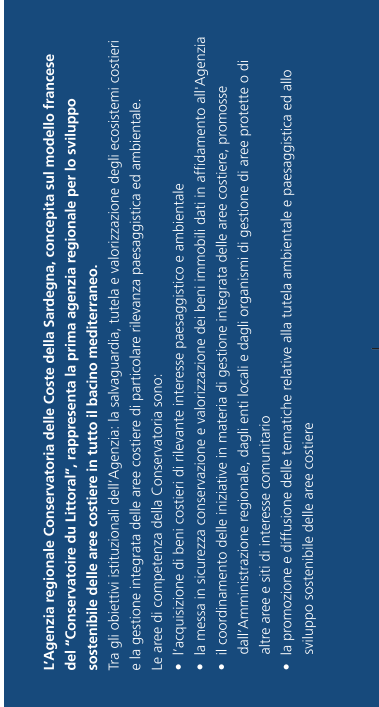 L'Agenzia regionale Conservatoria delle Coste della Sardegna, concepita sul modello francese
del "Conservatoire du Littoral", rappresenta la prima agenzia regionale per lo sviluppo
sostenibile delle aree costiere in tutto il bacino mediterraneo.
Tra gli obiettivi istituzionali dell'Agenzia: la salvaguardia, tutela e valorizzazione degli ecosistemi costieri
e la gestione integrata delle aree costiere di particolare rilevanza paesaggistica ed ambientale.
Le aree di competenza della Conservatoria sono:
• l'acquisizione di beni costieri di rilevante interesse paesaggistico e ambientale
• la messa in sicurezza conservazione e valorizzazione dei beni immobili dati in affidamento all'Agenzia
• il coordinamento delle iniziative in materia di gestione integrata delle aree costiere, promosse
dall'Amministrazione regionale, dagli enti locali e dagli organismi di gestione di aree protette o di
altre aree e siti di interesse comunitario
• la promozione e diffusione delle tematiche relative alla tutela ambientale e paesaggistica ed allo
sviluppo sostenibile delle aree costiere